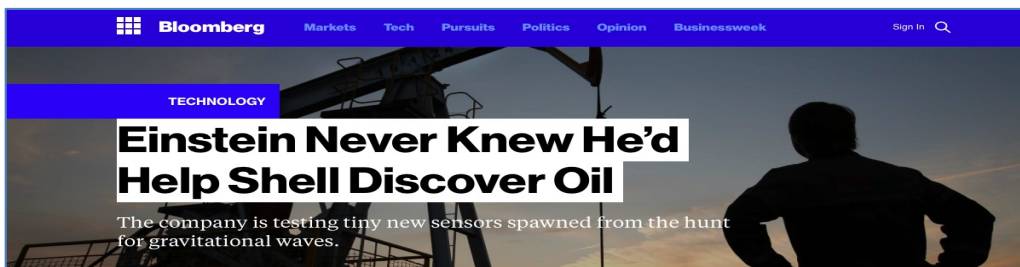 Bloomberg Markets Tech Pursuits Politics Opinion Businessweek Sign In
TECHNOLOGY
Einstein Never Knew He’d
Help Shell Discover Oil
The company is testing tiny new sensors spawned from the hunt
for gravitational waves.